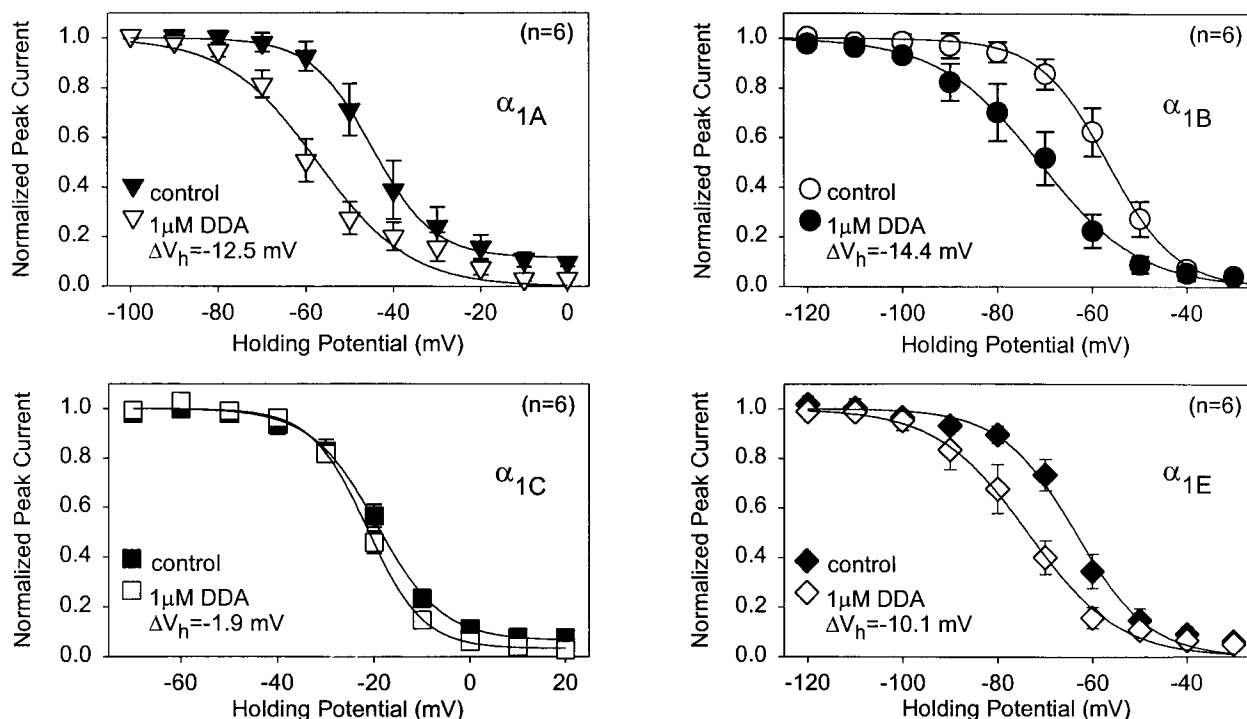 Normalized Peak Current
1.0
0.8
0.6
0.4
0.2
0.0
(n=6)
α1A
control
1μM DDA
ΔVh=-12.5 mV
-100 -80 -60 -40 -20 0
Holding Potential (mV)
Normalized Peak Current
1.0
0.8
0.6
0.4
0.2
0.0
(n=6)
α1B
control
1μM DDA
ΔVh=-14.4 mV
-120 -100 -80 -60 -40
Holding Potential (mV)
Normalized Peak Current
1.0
0.8
0.6
0.4
0.2
0.0
(n=6)
α1C
control
1μM DDA
ΔVh=-1.9 mV
-60 -40 -20 0 20
Holding Potential (mV)
Normalized Peak Current
1.0
0.8
0.6
0.4
0.2
0.0
(n=6)
α1E
control
1μM DDA
ΔVh=-10.1 mV
-120 -100 -80 -60 -40
Holding Potential (mV)